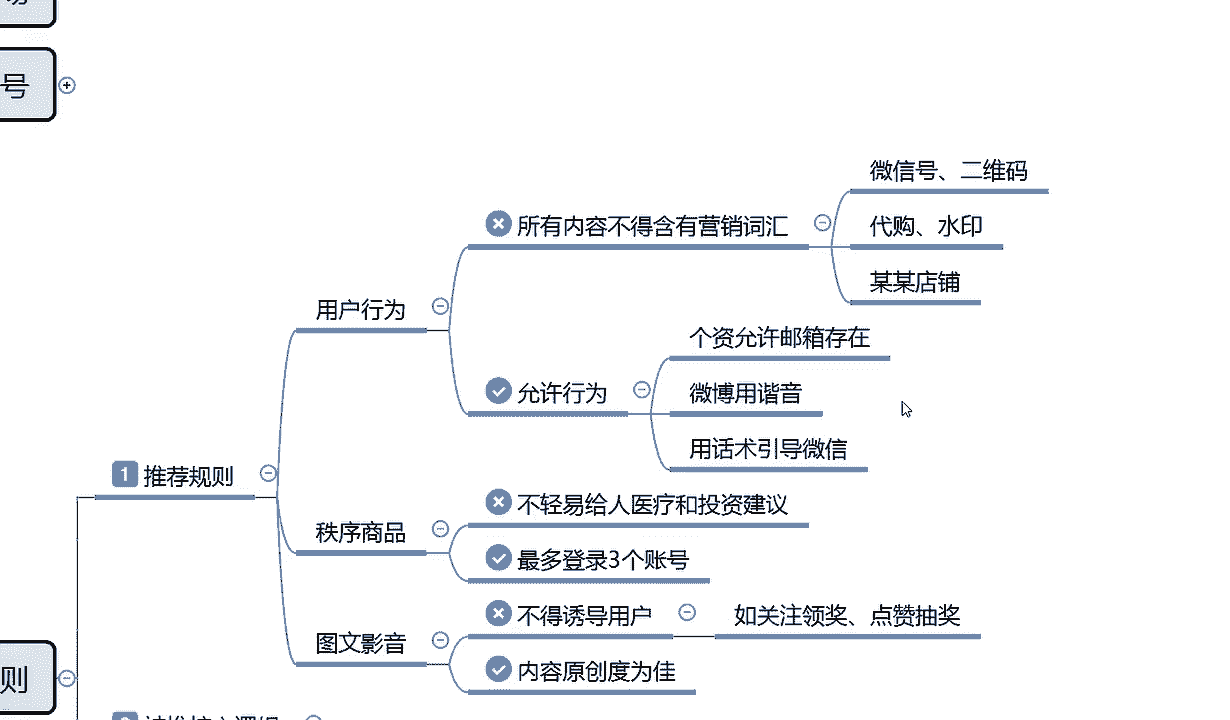 号
微信号、二维码
所有内容不得含有营销词汇
代购、水印
某某店铺
用户行为
个资允许邮箱存在
允许行为
微博用谐音
用话术引导微信
1 推荐规则
不轻易给人医疗和投资建议
秩序商品
最多登录3个账号
不得诱导用户
如关注领奖、点赞抽奖
图文影音
内容原创度为佳
则